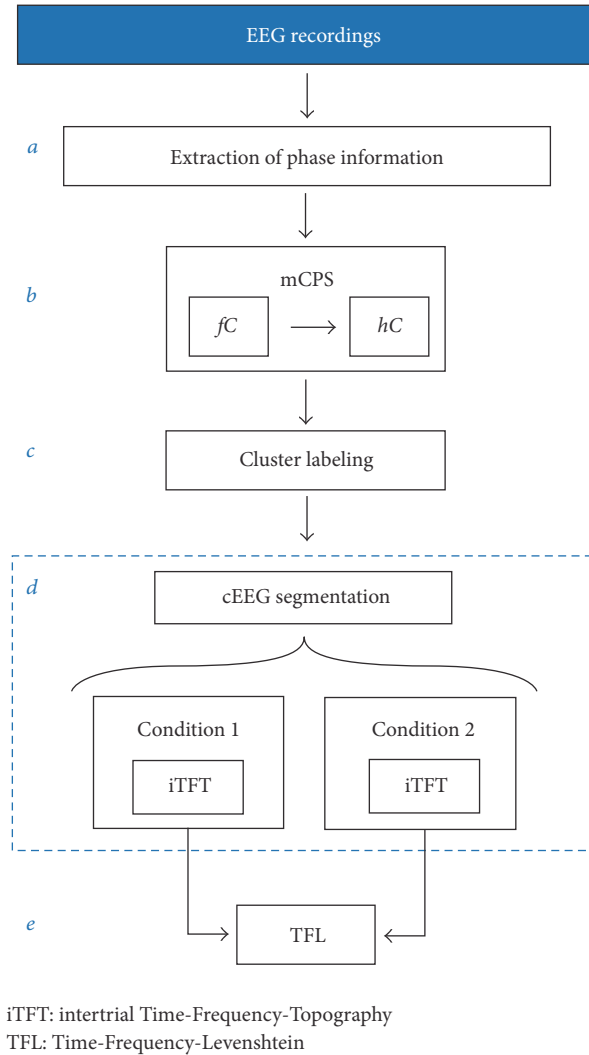 EEG recordings
a
Extraction of phase information
b
mCPS
fC
hC
c
Cluster labeling
d
cEEG segmentation
Condition 1
Condition 2
iTFT
iTFT
e
TFL
iTFT: intertrial Time-Frequency-Topography
TFL: Time-Frequency-Levenshtein